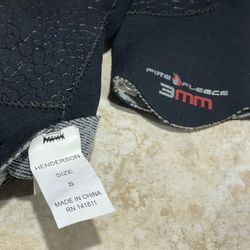 FIRE FLEECE
3mm
HENDERSON
SIZE
S
MADE IN CHINA
RN 141811